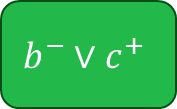 b⁻ ∨ c⁺